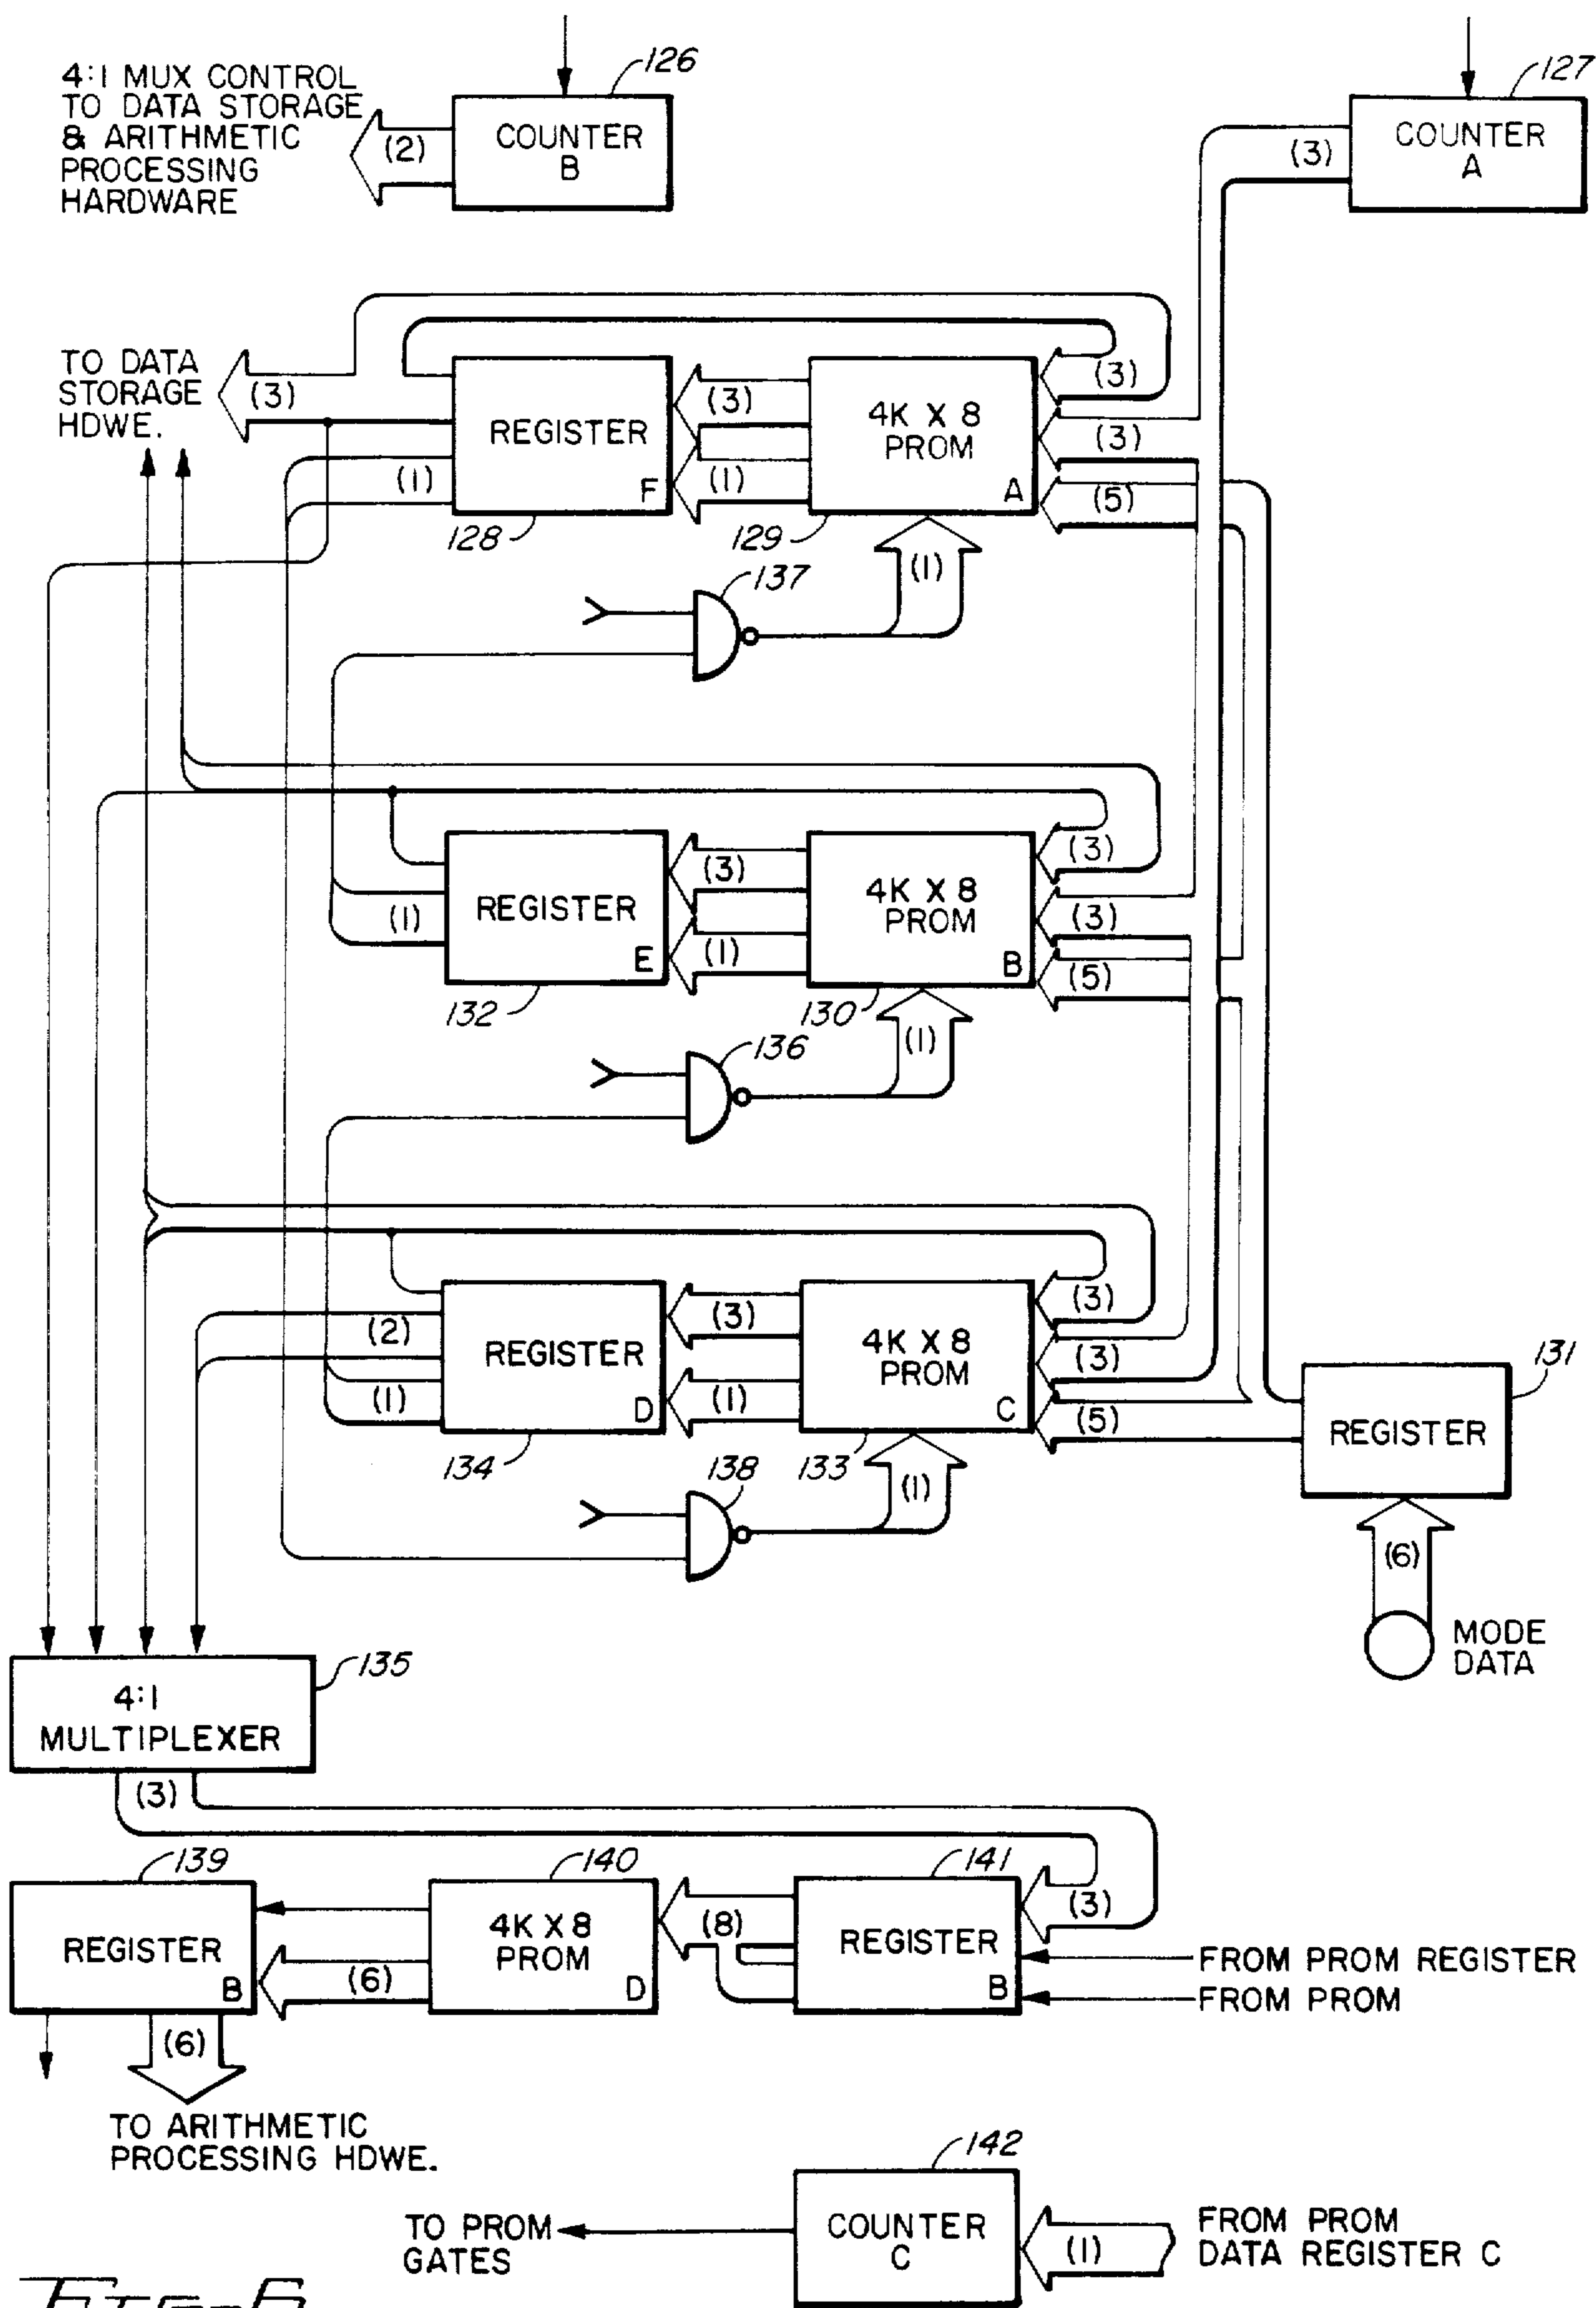 4:1 MUX CONTROL
TO DATA STORAGE
& ARITHMETIC
PROCESSING
HARDWARE
(2)
COUNTER
B
126
(3)
COUNTER
A
127
TO DATA
STORAGE
HDWE.
(3)
REGISTER
F
128
(1)
(3)
(1)
4K X 8
PROM
A
129
(3)
(3)
(5)
(1)
137
REGISTER
E
132
(1)
(3)
(1)
4K X 8
PROM
B
130
(3)
(3)
(5)
(1)
136
REGISTER
D
134
(2)
(1)
(3)
(1)
4K X 8
PROM
C
133
(3)
(3)
(5)
(1)
138
REGISTER
131
(6)
MODE
DATA
4:1
MULTIPLEXER
135
(3)
139
REGISTER
B
(6)
140
4K X 8
PROM
D
(8)
141
REGISTER
B
(3)
FROM PROM REGISTER
FROM PROM
(6)
TO ARITHMETIC
PROCESSING HDWE.
142
TO PROM
GATES
COUNTER
C
(1)
FROM PROM
DATA REGISTER C